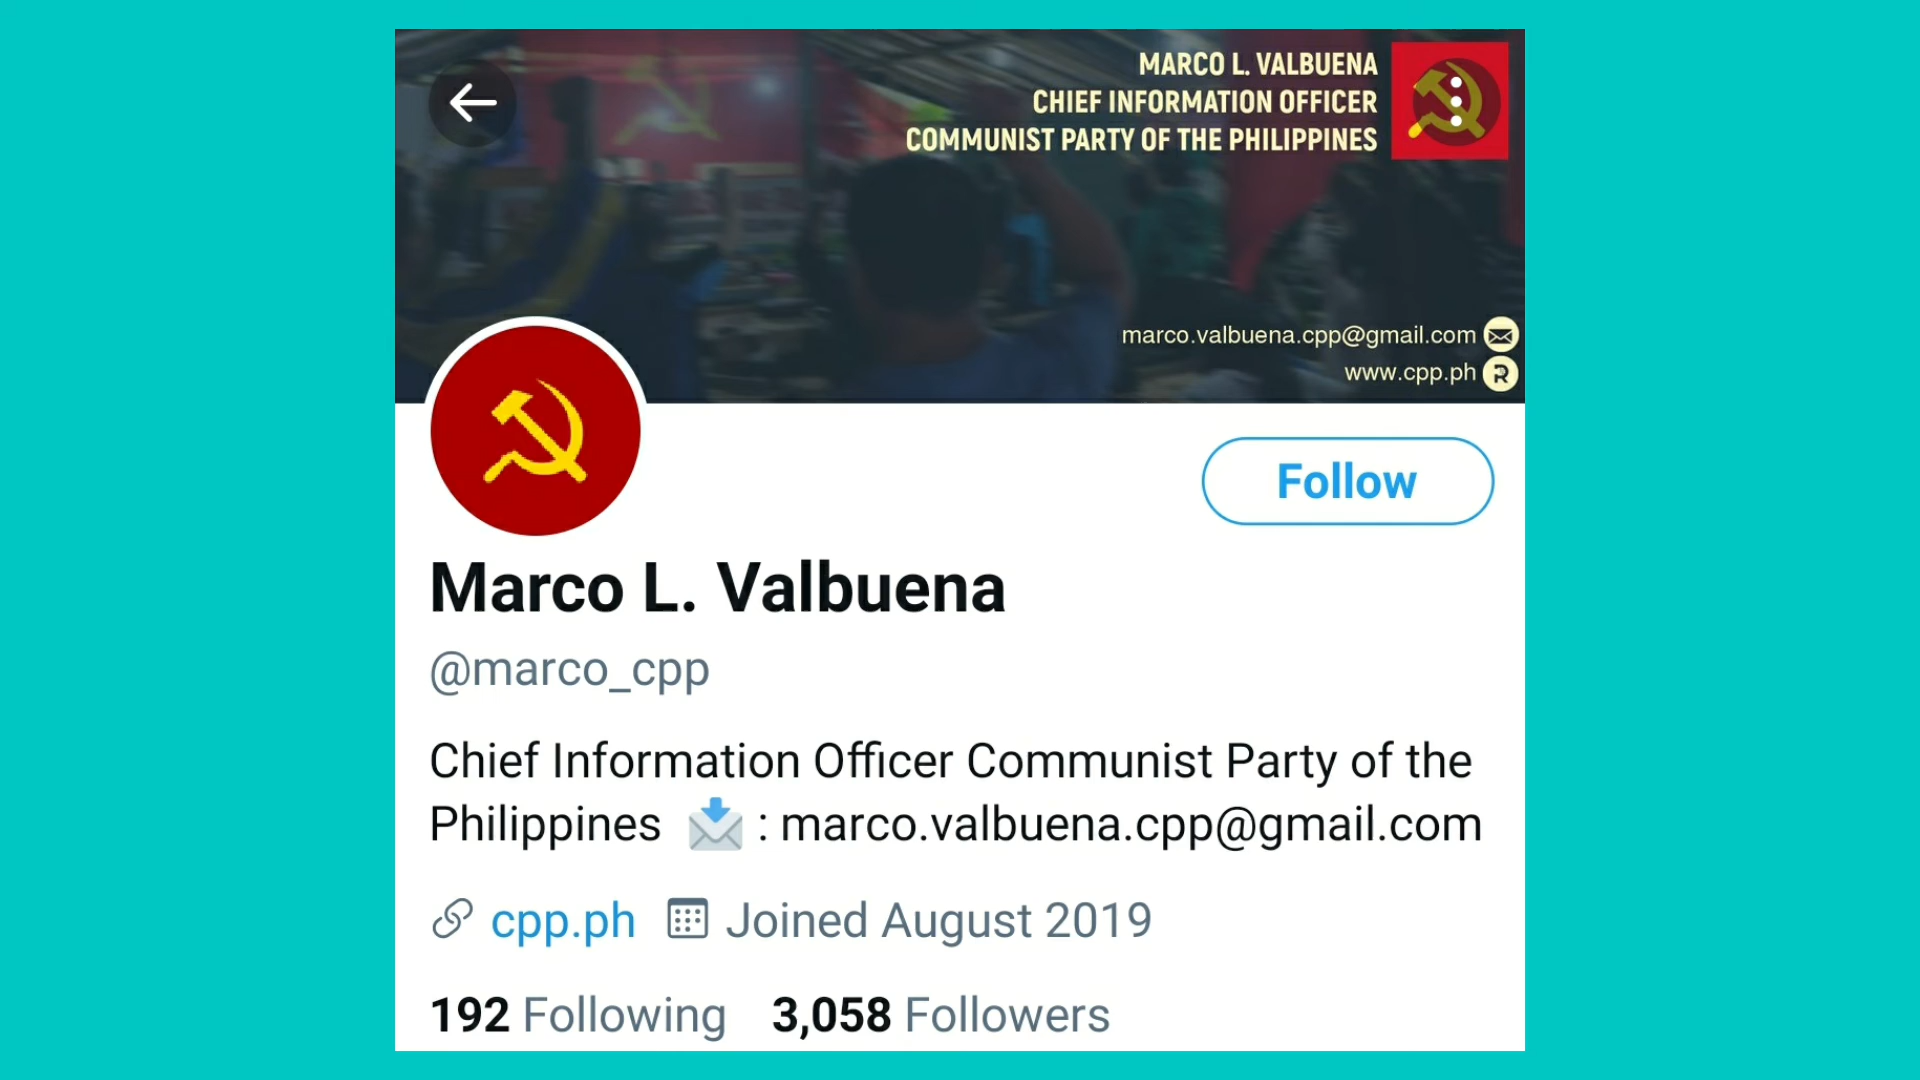 MARCO L. VALBUENA
CHIEF INFORMATION OFFICER
COMMUNIST PARTY OF THE PHILIPPINES
marco.valbuena.cpp@gmail.com
www.cpp.ph R
Follow
Marco L. Valbuena
@marco_cpp
Chief Information Officer Communist Party of the
Philippines : marco.valbuena.cpp@gmail.com
cpp.ph Joined August 2019
192 Following 3,058 Followers